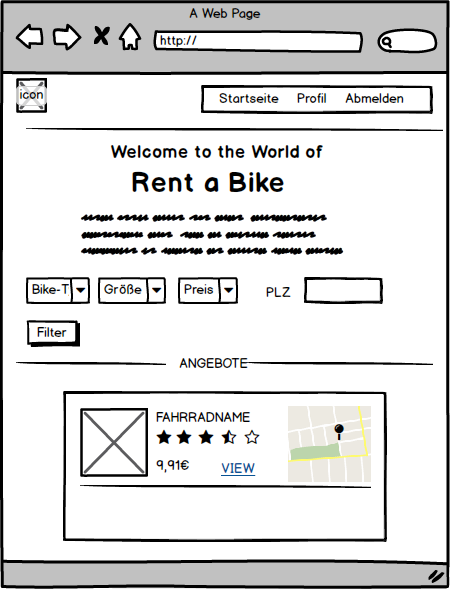 A Web Page
http://
icon
Startseite Profil Abmelden
Welcome to the World of
Rent a Bike
Bike-T Größe Preis PLZ
Filter
ANGEBOTE
FAHRRADNAME
9,91€ VIEW